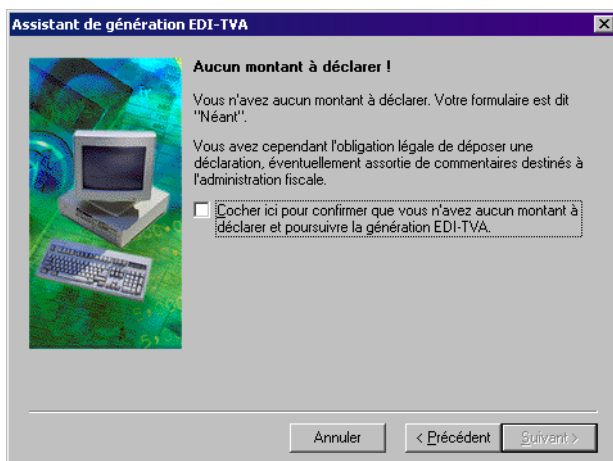 Assistant de génération EDI-TVA
Aucun montant à déclarer !
Vous n'avez aucun montant à déclarer. Votre formulaire est dit
"Néant".
Vous avez cependant l'obligation légale de déposer une
déclaration, éventuellement assortie de commentaires destinés à
l'administration fiscale.
Cocher ici pour confirmer que vous n'avez aucun montant à
déclarer et poursuivre la génération EDI-TVA.
Annuler
< Précédent
Suivant >